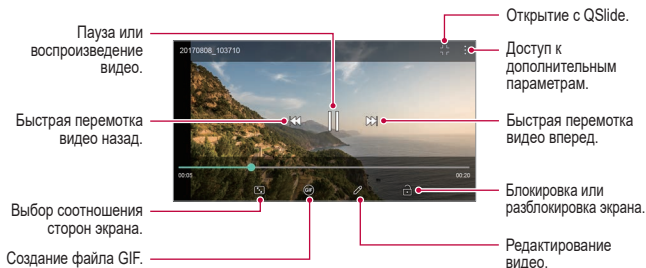 Пауза или
воспроизведение
видео.
Быстрая перемотка
видео назад.
Выбор соотношения
сторон экрана.
Создание файла GIF.
20170808_103710
00:05
00:20
GIF
Открытие с QSlide.
Доступ к
дополнительным
параметрам.
Быстрая перемотка
видео вперед.
Блокировка или
разблокировка экрана.
Редактирование
видео.